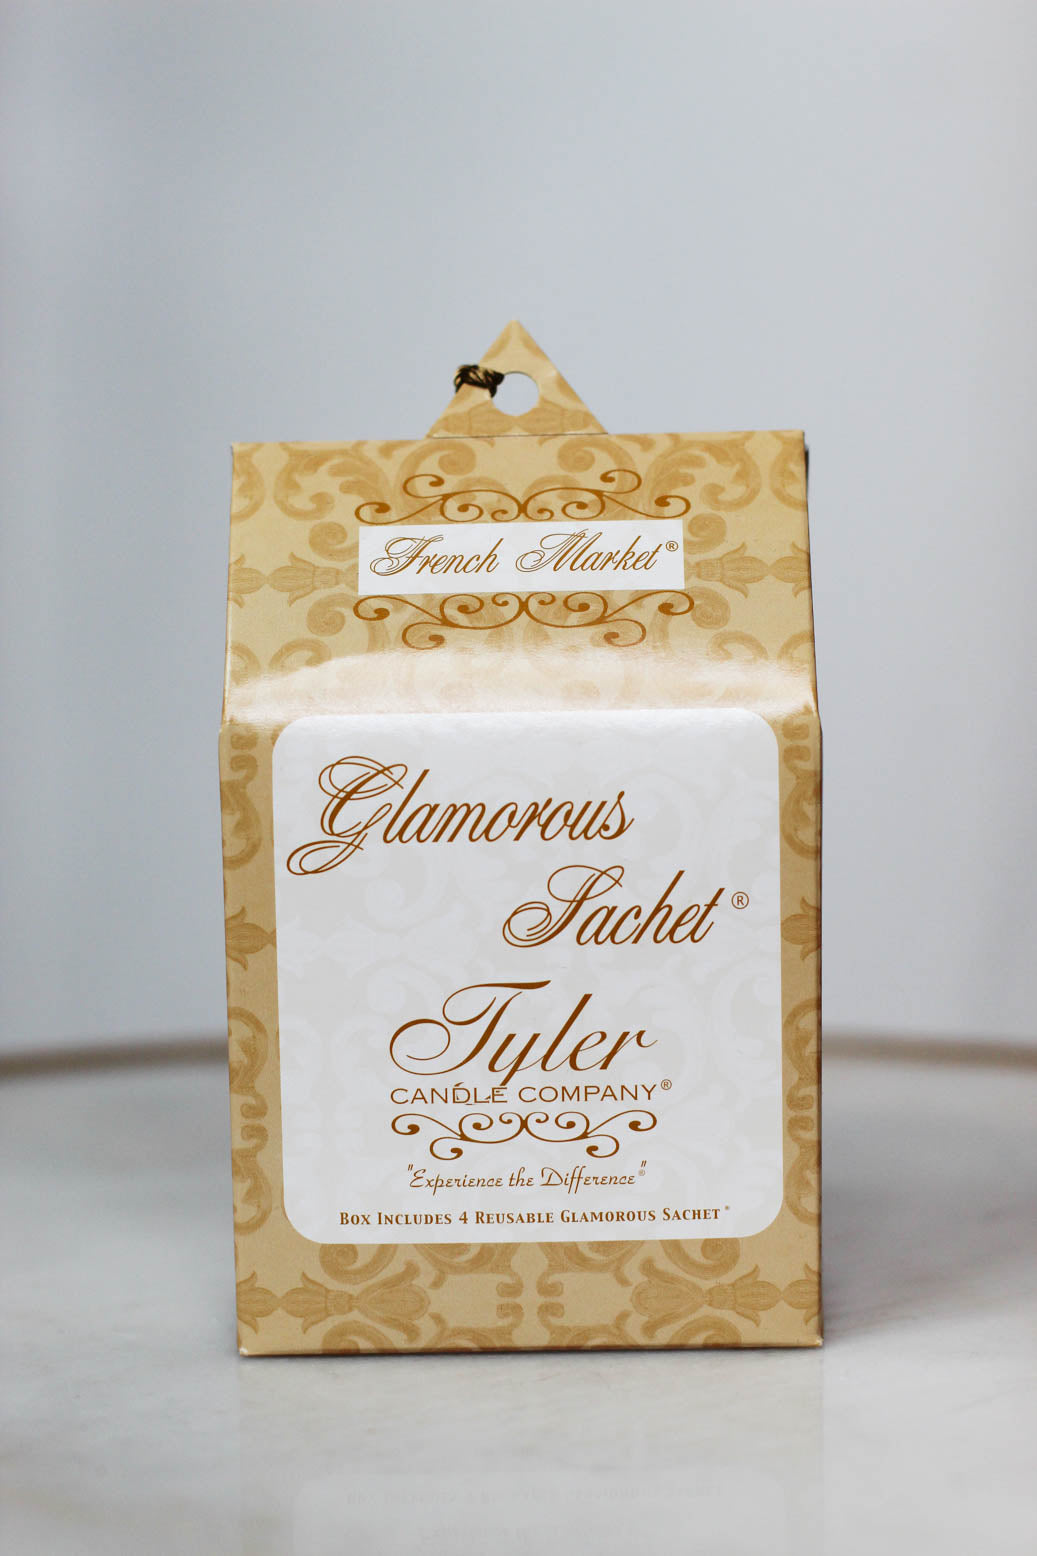 French Market®
Glamorous
Sachet®
Tyler
CANDLE COMPANY®
"Experience the Difference®"
BOX INCLUDES 4 REUSABLE GLAMOROUS SACHET®